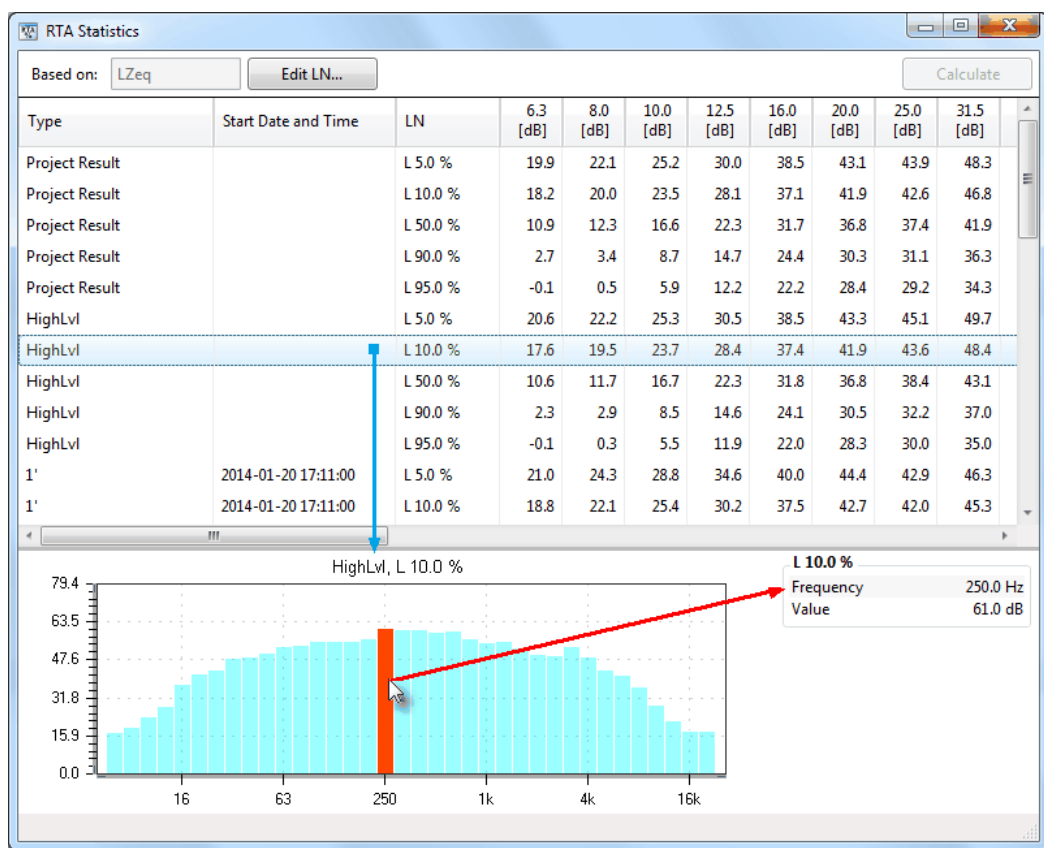 RTA Statistics
Based on: LZeq Edit LN... Calculate
Type Start Date and Time LN 6.3 [dB] 8.0 [dB] 10.0 [dB] 12.5 [dB] 16.0 [dB] 20.0 [dB] 25.0 [dB] 31.5 [dB]
Project Result L 5.0 % 19.9 22.1 25.2 30.0 38.5 43.1 43.9 48.3
Project Result L 10.0 % 18.2 20.0 23.5 28.1 37.1 41.9 42.6 46.8
Project Result L 50.0 % 10.9 12.3 16.6 22.3 31.7 36.8 37.4 41.9
Project Result L 90.0 % 2.7 3.4 8.7 14.7 24.4 30.3 31.1 36.3
Project Result L 95.0 % -0.1 0.5 5.9 12.2 22.2 28.4 29.2 34.3
HighLvl L 5.0 % 20.6 22.2 25.3 30.5 38.5 43.3 45.1 49.7
HighLvl L 10.0 % 17.6 19.5 23.7 28.4 37.4 41.9 43.6 48.4
HighLvl L 50.0 % 10.6 11.7 16.7 22.3 31.8 36.8 38.4 43.1
HighLvl L 90.0 % 2.3 2.9 8.5 14.6 24.1 30.5 32.2 37.0
HighLvl L 95.0 % -0.1 0.3 5.5 11.9 22.0 28.3 30.0 35.0
1' 2014-01-20 17:11:00 L 5.0 % 21.0 24.3 28.8 34.6 40.0 44.4 42.9 46.3
1' 2014-01-20 17:11:00 L 10.0 % 18.8 22.1 25.4 30.2 37.5 42.7 42.0 45.3
HighLvl, L 10.0 %
79.4
63.5
47.6
31.8
15.9
0.0
16 63 250 1k 4k 16k
L 10.0 %
Frequency 250.0 Hz
Value 61.0 dB